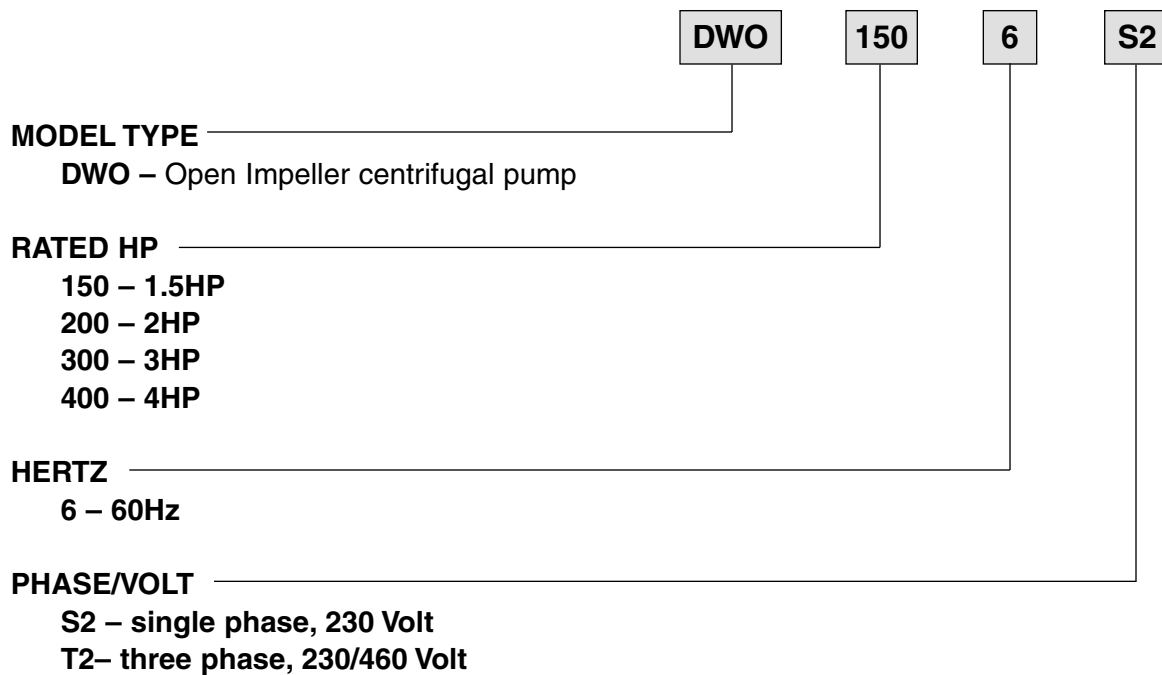 DWO 150 6 S2
MODEL TYPE
DWO – Open Impeller centrifugal pump
RATED HP
150 – 1.5HP
200 – 2HP
300 – 3HP
400 – 4HP
HERTZ
6 – 60Hz
PHASE/VOLT
S2 – single phase, 230 Volt
T2– three phase, 230/460 Volt